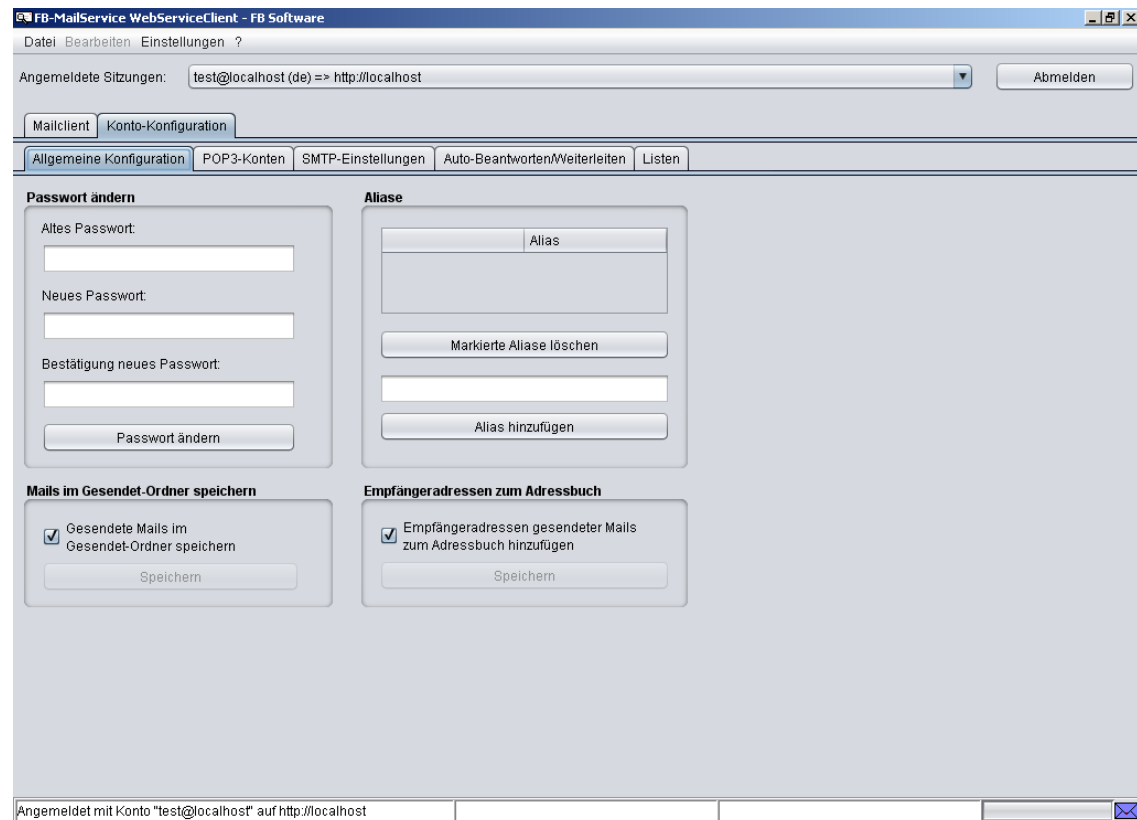 FB-MailService WebServiceClient - FB Software
Datei Bearbeiten Einstellungen ?
Angemeldete Sitzungen: test@localhost (de) => http://localhost Abmelden
Mailclient Konto-Konfiguration
Allgemeine Konfiguration POP3-Konten SMTP-Einstellungen Auto-Beantworten/Weiterleiten Listen
Passwort ändern
Altes Passwort:
Neues Passwort:
Bestätigung neues Passwort:
Passwort ändern
Aliase
Alias
Markierte Aliase löschen
Alias hinzufügen
Mails im Gesendet-Ordner speichern
Gesendete Mails im
Gesendet-Ordner speichern
Speichern
Empfängeradressen zum Adressbuch
Empfängeradressen gesendeter Mails
zum Adressbuch hinzufügen
Speichern
Angemeldet mit Konto "test@localhost" auf http://localhost